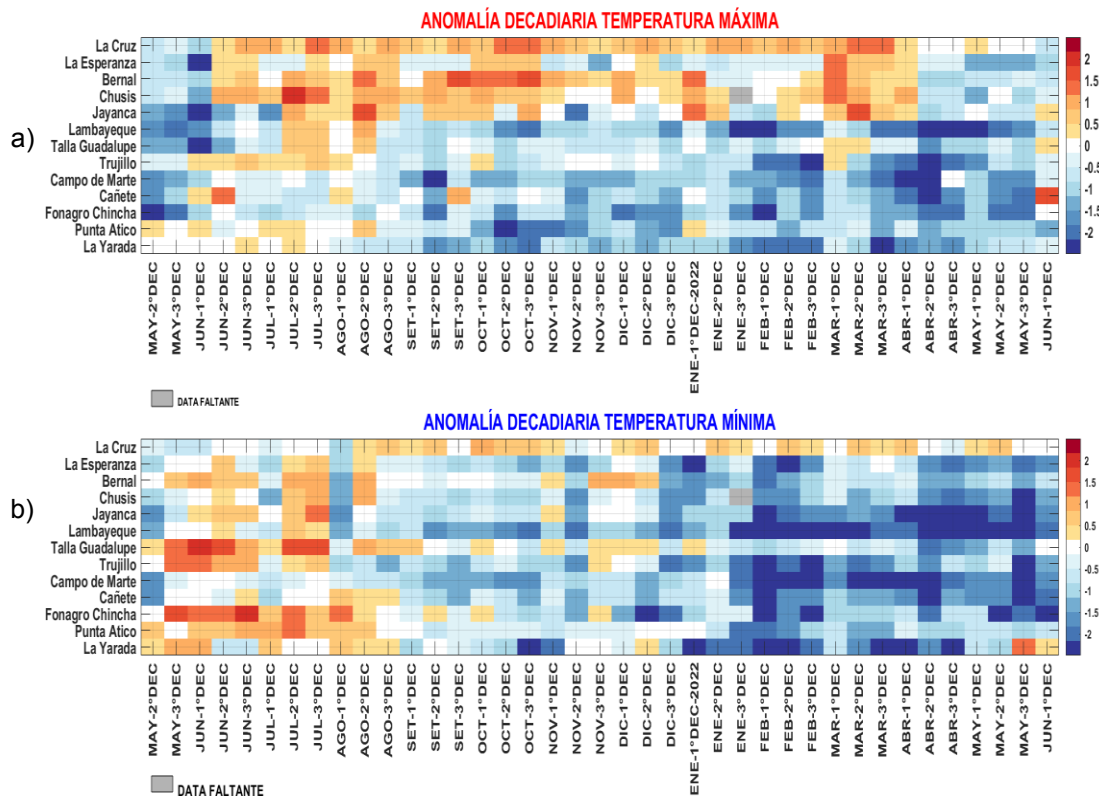 ANOMALÍA DECADIARIA TEMPERATURA MÁXIMA
a)
La Cruz
La Esperanza
Bernal
Chusis
Jayanca
Lambayeque
Talla Guadalupe
Trujillo
Campo de Marte
Cañete
Fonagro Chincha
Punta Atico
La Yarada
2
1.5
1
0.5
0
-0.5
-1
-1.5
-2
MAY-2°DEC
MAY-3°DEC
JUN-1°DEC
JUN-2°DEC
JUN-3°DEC
JUL-1°DEC
JUL-2°DEC
JUL-3°DEC
AGO-1°DEC
AGO-2°DEC
AGO-3°DEC
SET-1°DEC
SET-2°DEC
SET-3°DEC
OCT-1°DEC
OCT-2°DEC
OCT-3°DEC
NOV-1°DEC
NOV-2°DEC
NOV-3°DEC
DIC-1°DEC
DIC-2°DEC
DIC-3°DEC
ENE-1°DEC-2022
ENE-2°DEC
ENE-3°DEC
FEB-1°DEC
FEB-2°DEC
FEB-3°DEC
MAR-1°DEC
MAR-2°DEC
MAR-3°DEC
ABR-1°DEC
ABR-2°DEC
ABR-3°DEC
MAY-1°DEC
MAY-2°DEC
MAY-3°DEC
JUN-1°DEC
DATA FALTANTE
ANOMALÍA DECADIARIA TEMPERATURA MÍNIMA
b)
La Cruz
La Esperanza
Bernal
Chusis
Jayanca
Lambayeque
Talla Guadalupe
Trujillo
Campo de Marte
Cañete
Fonagro Chincha
Punta Atico
La Yarada
2
1.5
1
0.5
0
-0.5
-1
-1.5
-2
MAY-2°DEC
MAY-3°DEC
JUN-1°DEC
JUN-2°DEC
JUN-3°DEC
JUL-1°DEC
JUL-2°DEC
JUL-3°DEC
AGO-1°DEC
AGO-2°DEC
AGO-3°DEC
SET-1°DEC
SET-2°DEC
SET-3°DEC
OCT-1°DEC
OCT-2°DEC
OCT-3°DEC
NOV-1°DEC
NOV-2°DEC
NOV-3°DEC
DIC-1°DEC
DIC-2°DEC
DIC-3°DEC
ENE-1°DEC-2022
ENE-2°DEC
ENE-3°DEC
FEB-1°DEC
FEB-2°DEC
FEB-3°DEC
MAR-1°DEC
MAR-2°DEC
MAR-3°DEC
ABR-1°DEC
ABR-2°DEC
ABR-3°DEC
MAY-1°DEC
MAY-2°DEC
MAY-3°DEC
JUN-1°DEC
DATA FALTANTE